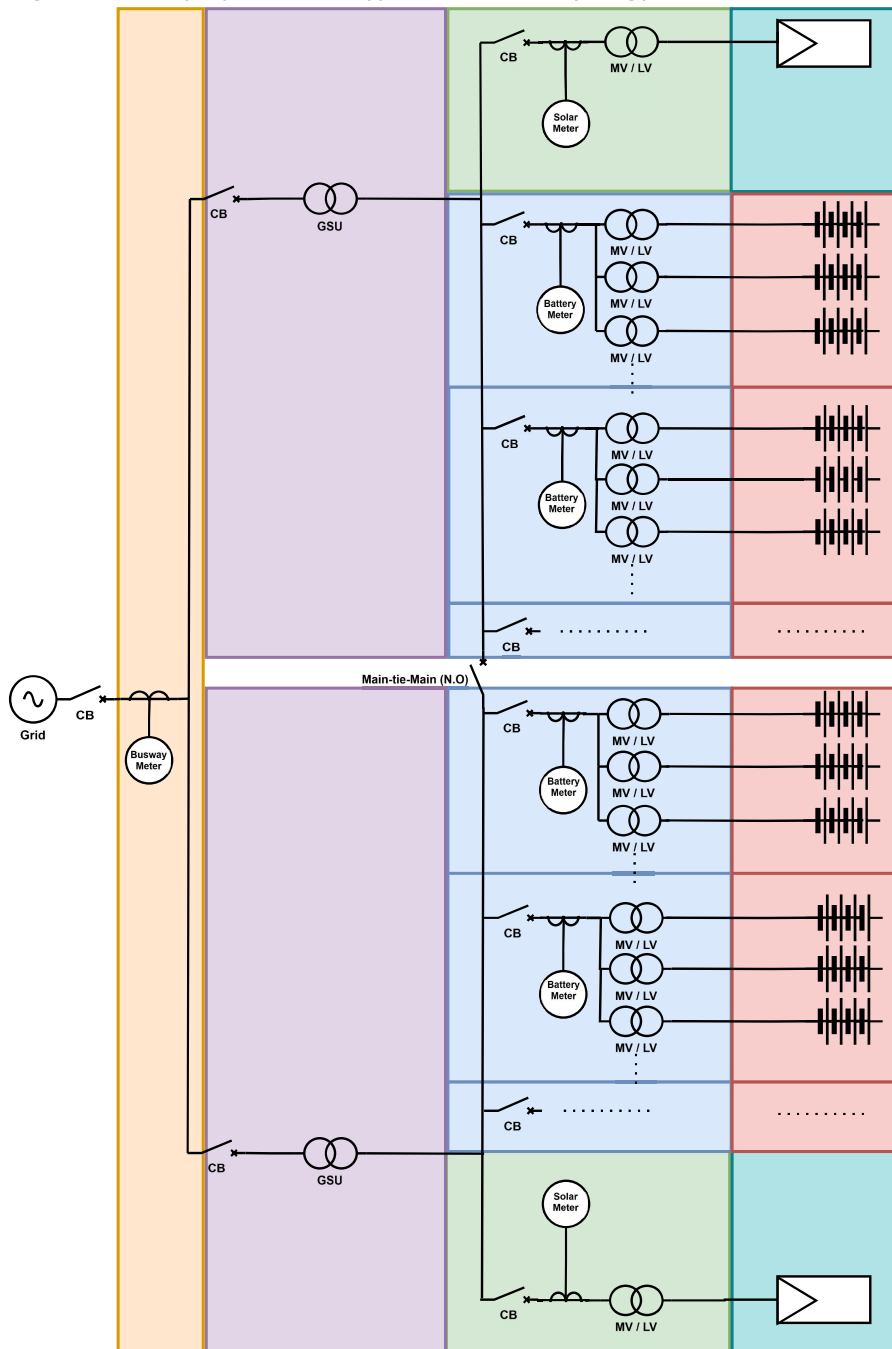 CB
MV / LV
Solar
Meter
CB
GSU
CB
MV / LV
MV / LV
Battery
Meter
MV / LV
CB
MV / LV
MV / LV
Battery
Meter
MV / LV
CB
Main-tie-Main (N.O)
Grid
CB
Busway
Meter
CB
MV / LV
MV / LV
Battery
Meter
MV / LV
CB
MV / LV
MV / LV
Battery
Meter
MV / LV
CB
CB
GSU
Solar
Meter
CB
MV / LV